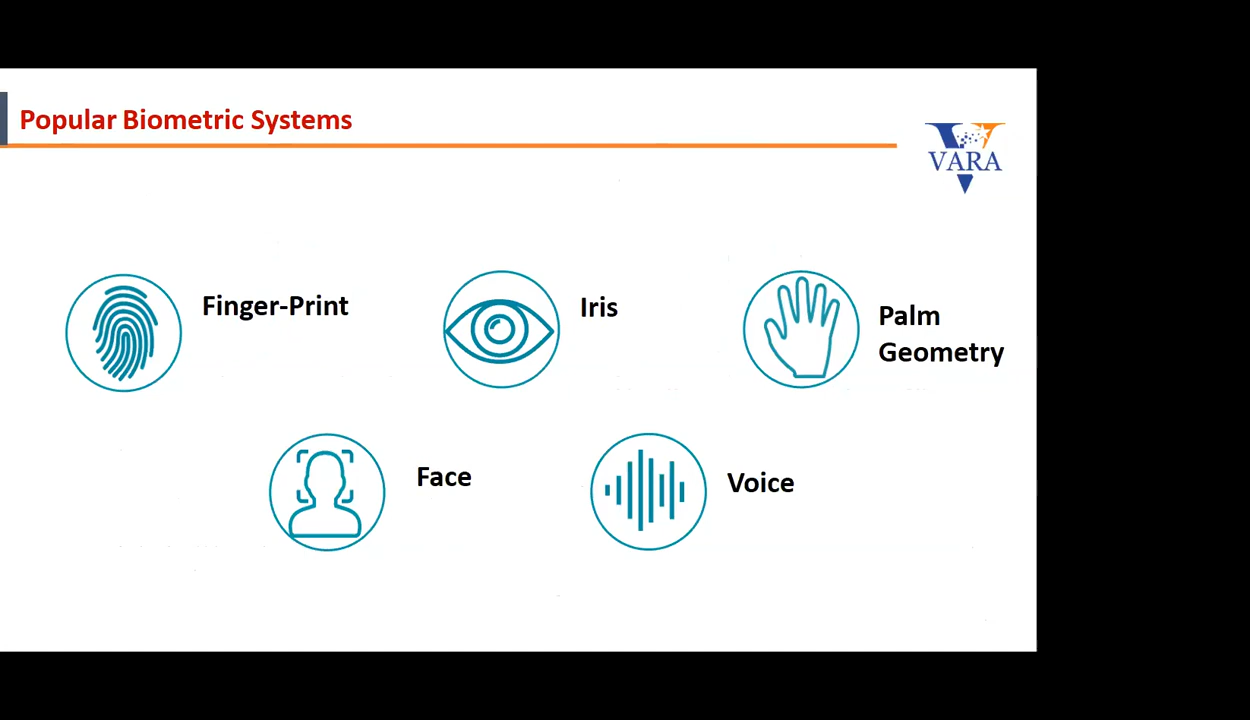 Popular Biometric Systems
VARA
Finger-Print
Iris
Palm
Geometry
Face
Voice